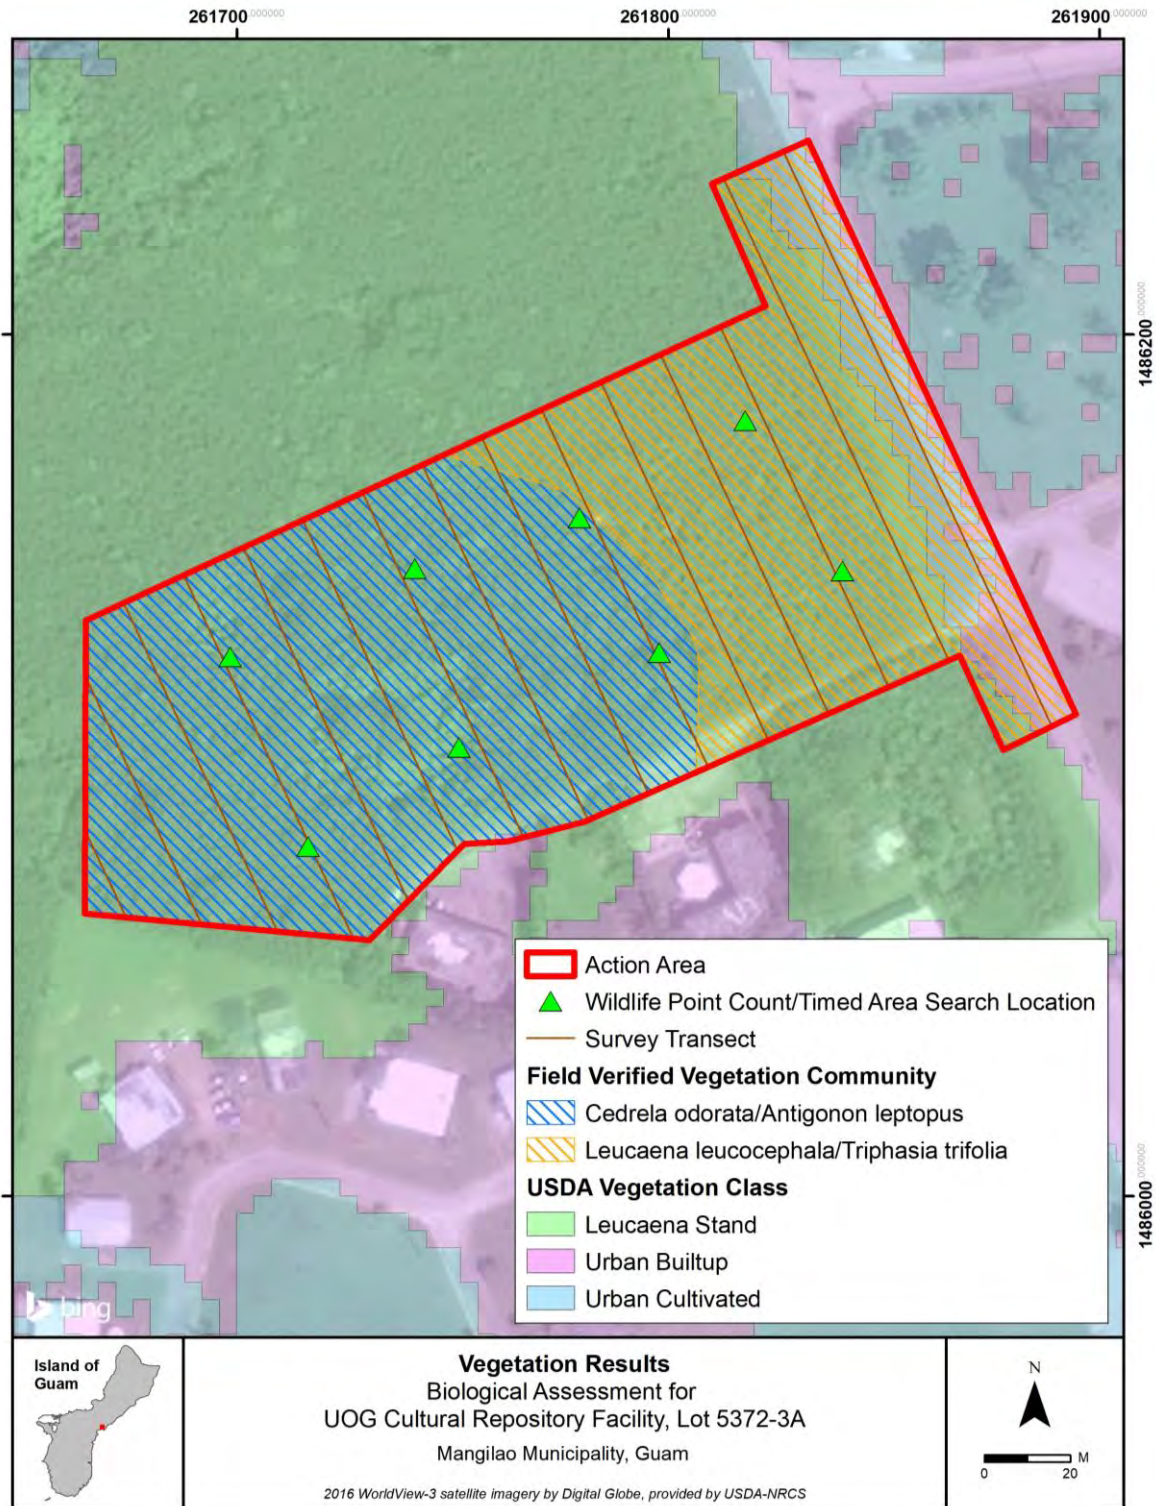 261700.000000
261800.000000
261900.000000
1486200.000000
Action Area
Wildlife Point Count/Timed Area Search Location
Survey Transect
Field Verified Vegetation Community
Cedrela odorata/Antigonon leptopus
Leucaena leucocephala/Triphasia trifolia
USDA Vegetation Class
Leucaena Stand
Urban Builtup
Urban Cultivated
1486000.000000
bing
Island of
Guam
Vegetation Results
Biological Assessment for
UOG Cultural Repository Facility, Lot 5372-3A
Mangilao Municipality, Guam
2016 WorldView-3 satellite imagery by Digital Globe, provided by USDA-NRCS
N
M
0 20